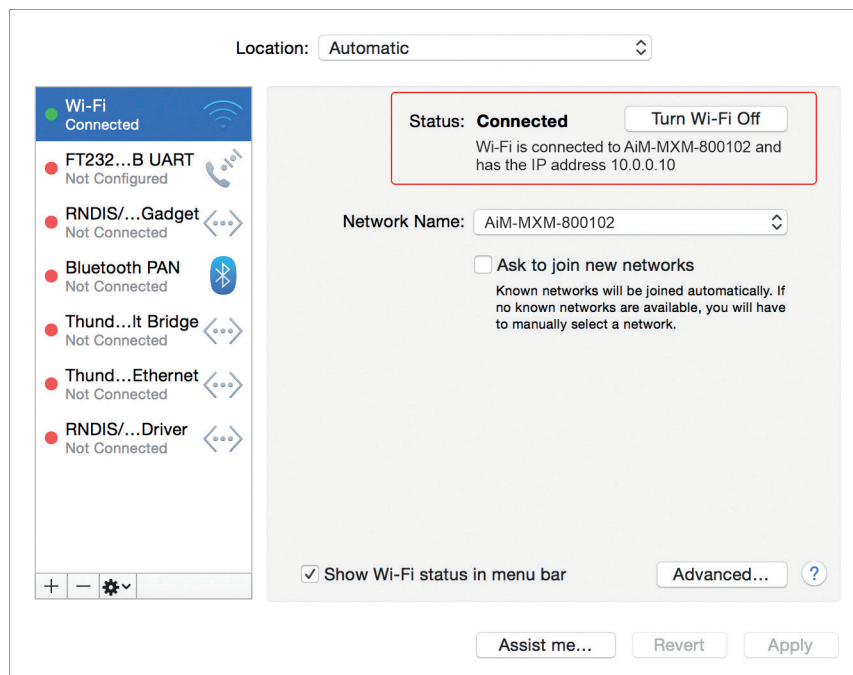 Location: Automatic
Wi-Fi
Connected
FT232...B UART
Not Configured
RNDIS/...Gadget
Not Connected
Bluetooth PAN
Not Connected
Thund...lt Bridge
Not Connected
Thund...Ethernet
Not Connected
RNDIS/...Driver
Not Connected
Status: Connected Turn Wi-Fi Off
Wi-Fi is connected to AiM-MXM-800102 and
has the IP address 10.0.0.10
Network Name: AiM-MXM-800102
Ask to join new networks
Known networks will be joined automatically. If
no known networks are available, you will have
to manually select a network.
Show Wi-Fi status in menu bar Advanced... ?
Assist me... Revert Apply